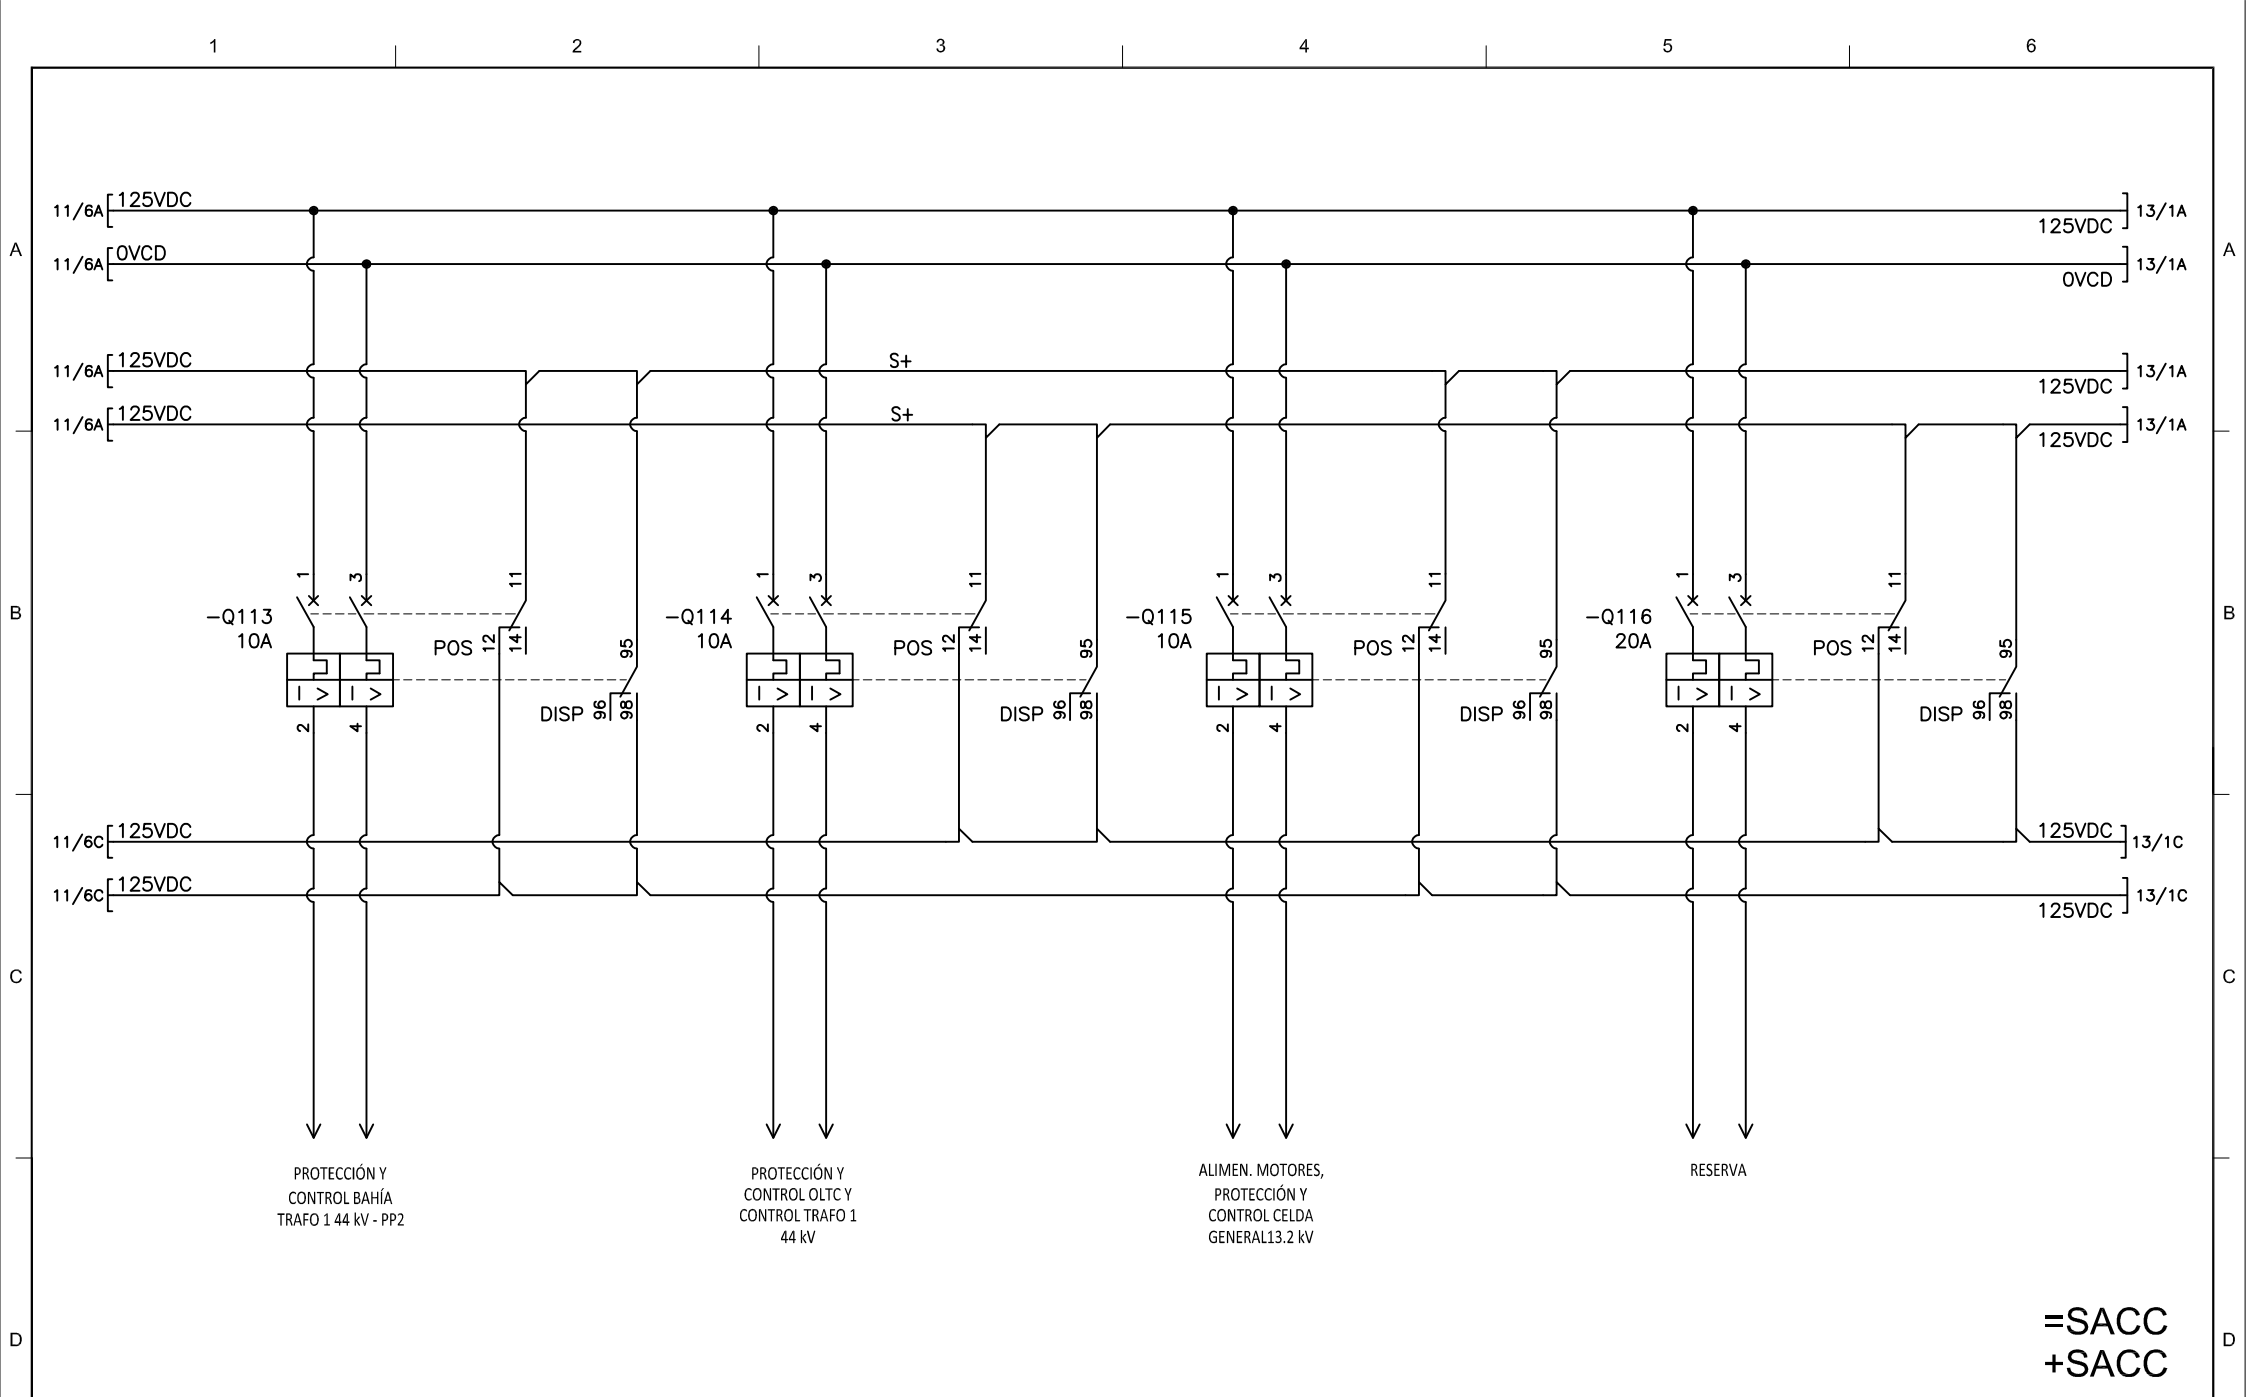 1 2 3 4 5 6
11/6A 125VDC 125VDC 13/1A
A 11/6A 0VCD 0VCD 13/1A A
11/6A 125VDC S+ 125VDC 13/1A
11/6A 125VDC S+ 125VDC 13/1A
1 3 11 1 3 11 1 3 11 1 3 11
B -Q113 -Q114 -Q115 -Q116 B
10A 10A 10A 20A
POS 12 14 95 POS 12 14 95 POS 12 14 95 POS 12 14 95
I > I > I > I > I > I > I > I >
2 4 DISP 96 98 2 4 DISP 96 98 2 4 DISP 96 98 2 4 DISP 96 98
11/6C 125VDC 125VDC 13/1C
11/6C 125VDC 125VDC 13/1C
C C
PROTECCIÓN Y
CONTROL BAHÍA
TRAFO 1 44 kV - PP2
PROTECCIÓN Y
CONTROL OLTC Y
CONTROL TRAFO 1
44 kV
ALIMEN. MOTORES,
PROTECCIÓN Y
CONTROL CELDA
GENERAL13.2 kV
RESERVA
=SACC
D D
+SACC